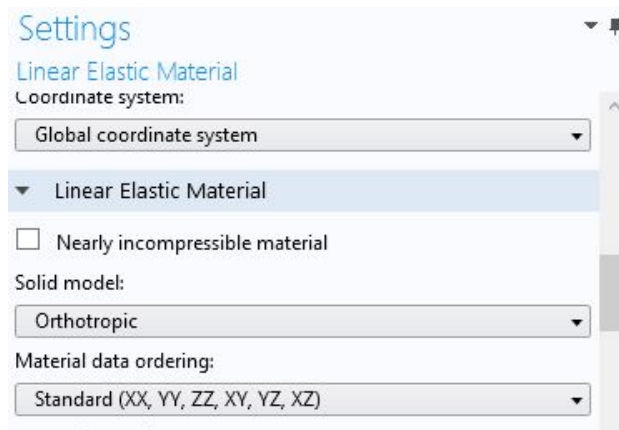 Settings
Linear Elastic Material
Coordinate system:
Global coordinate system
Linear Elastic Material
Nearly incompressible material
Solid model:
Orthotropic
Material data ordering:
Standard (XX, YY, ZZ, XY, YZ, XZ)